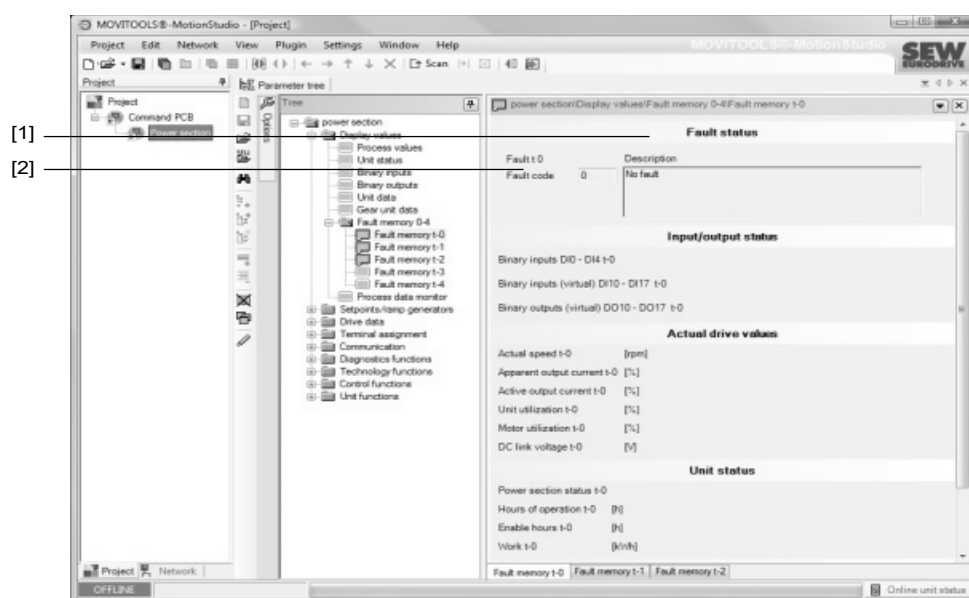 MOVITOOLS®-MotionStudio - [Project]
Project Edit Network View Plugin Settings Window Help
MOVITOOLS®-MotionStudio
SEW
EURODRIVE
Scan
Project
Parameter tree
Project
Command PCB
Power section
Options
Tree
power section
Display values
Process values
Unit status
Binary inputs
Binary outputs
Unit data
Gear unit data
Fault memory 0-4
Fault memory t-0
Fault memory t-1
Fault memory t-2
Fault memory t-3
Fault memory t-4
Process data monitor
Setpoints/ramp generators
Drive data
Terminal assignment
Communication
Diagnostics functions
Technology functions
Control functions
Unit functions
power section\Display values\Fault memory 0-4\Fault memory t-0
[1]
[2]
Fault status
Fault t 0 Description
Fault code 0 No fault
Input/output status
Binary inputs DI0 - DI4 t-0
Binary inputs (virtual) DI10 - DI17 t-0
Binary outputs (virtual) DO10 - DO17 t-0
Actual drive values
Actual speed t-0 [rpm]
Apparent output current t-0 [%]
Active output current t-0 [%]
Unit utilization t-0 [%]
Motor utilization t-0 [%]
DC link voltage t-0 [V]
Unit status
Power section status t-0
Hours of operation t-0 [h]
Enable hours t-0 [h]
Work t-0 [kWh]
Project Network
Fault memory t-0 Fault memory t-1 Fault memory t-2
OFFLINE
Online unit status